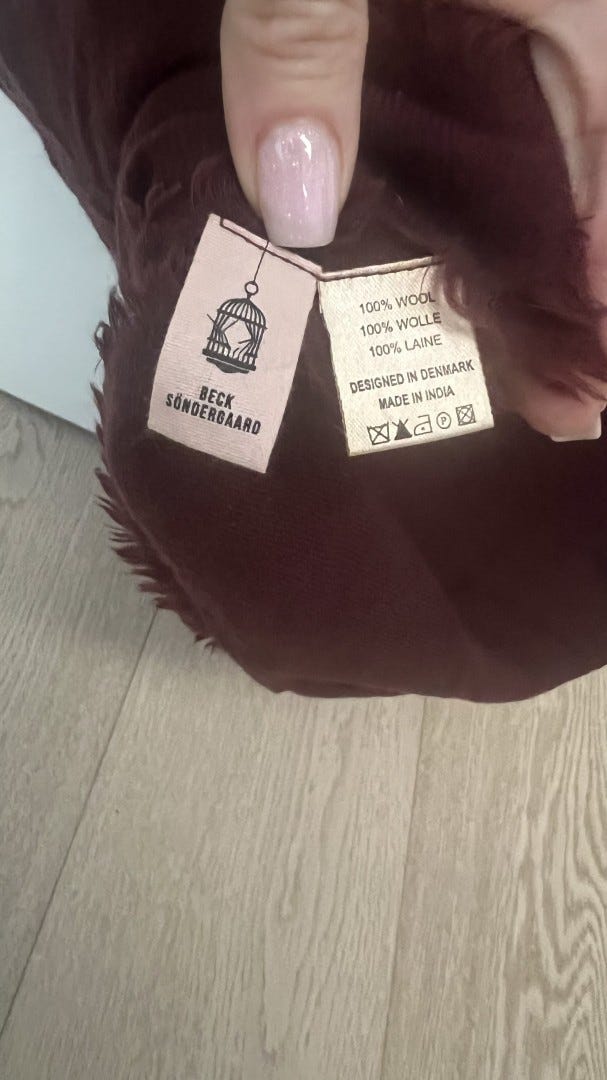 BECK
SÖNDERGAARD
100% WOOL
100% WOLLE
100% LAINE
DESIGNED IN DENMARK
MADE IN INDIA